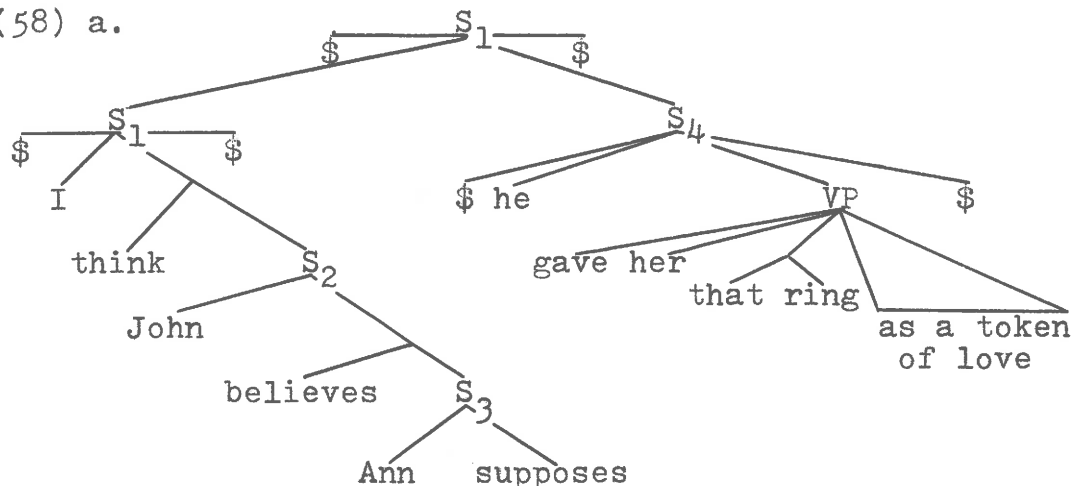 (58) a.
S1
$ $
S1 S4
$ $
I $ he VP $
think S2 gave her
that ring
John as a token
of love
believes S3
Ann supposes